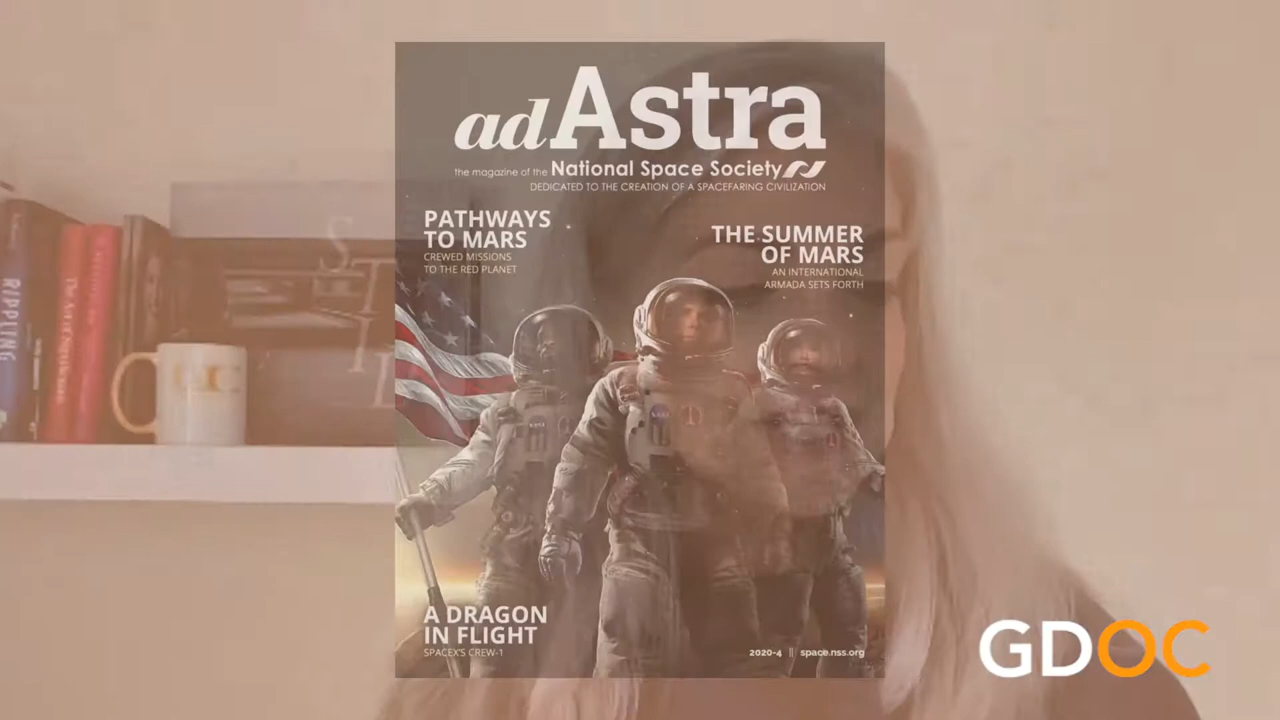 adAstra
the magazine of the National Space Society
DEDICATED TO THE CREATION OF A SPACEFARING CIVILIZATION
PATHWAYS
TO MARS
CREWED MISSIONS
TO THE RED PLANET
THE SUMMER
OF MARS
AN INTERNATIONAL
ARMADA SETS FORTH
RIPPLING
A DRAGON
IN FLIGHT
SPACEX'S CREW-1
2020-4 || space.nss.org
GDOC